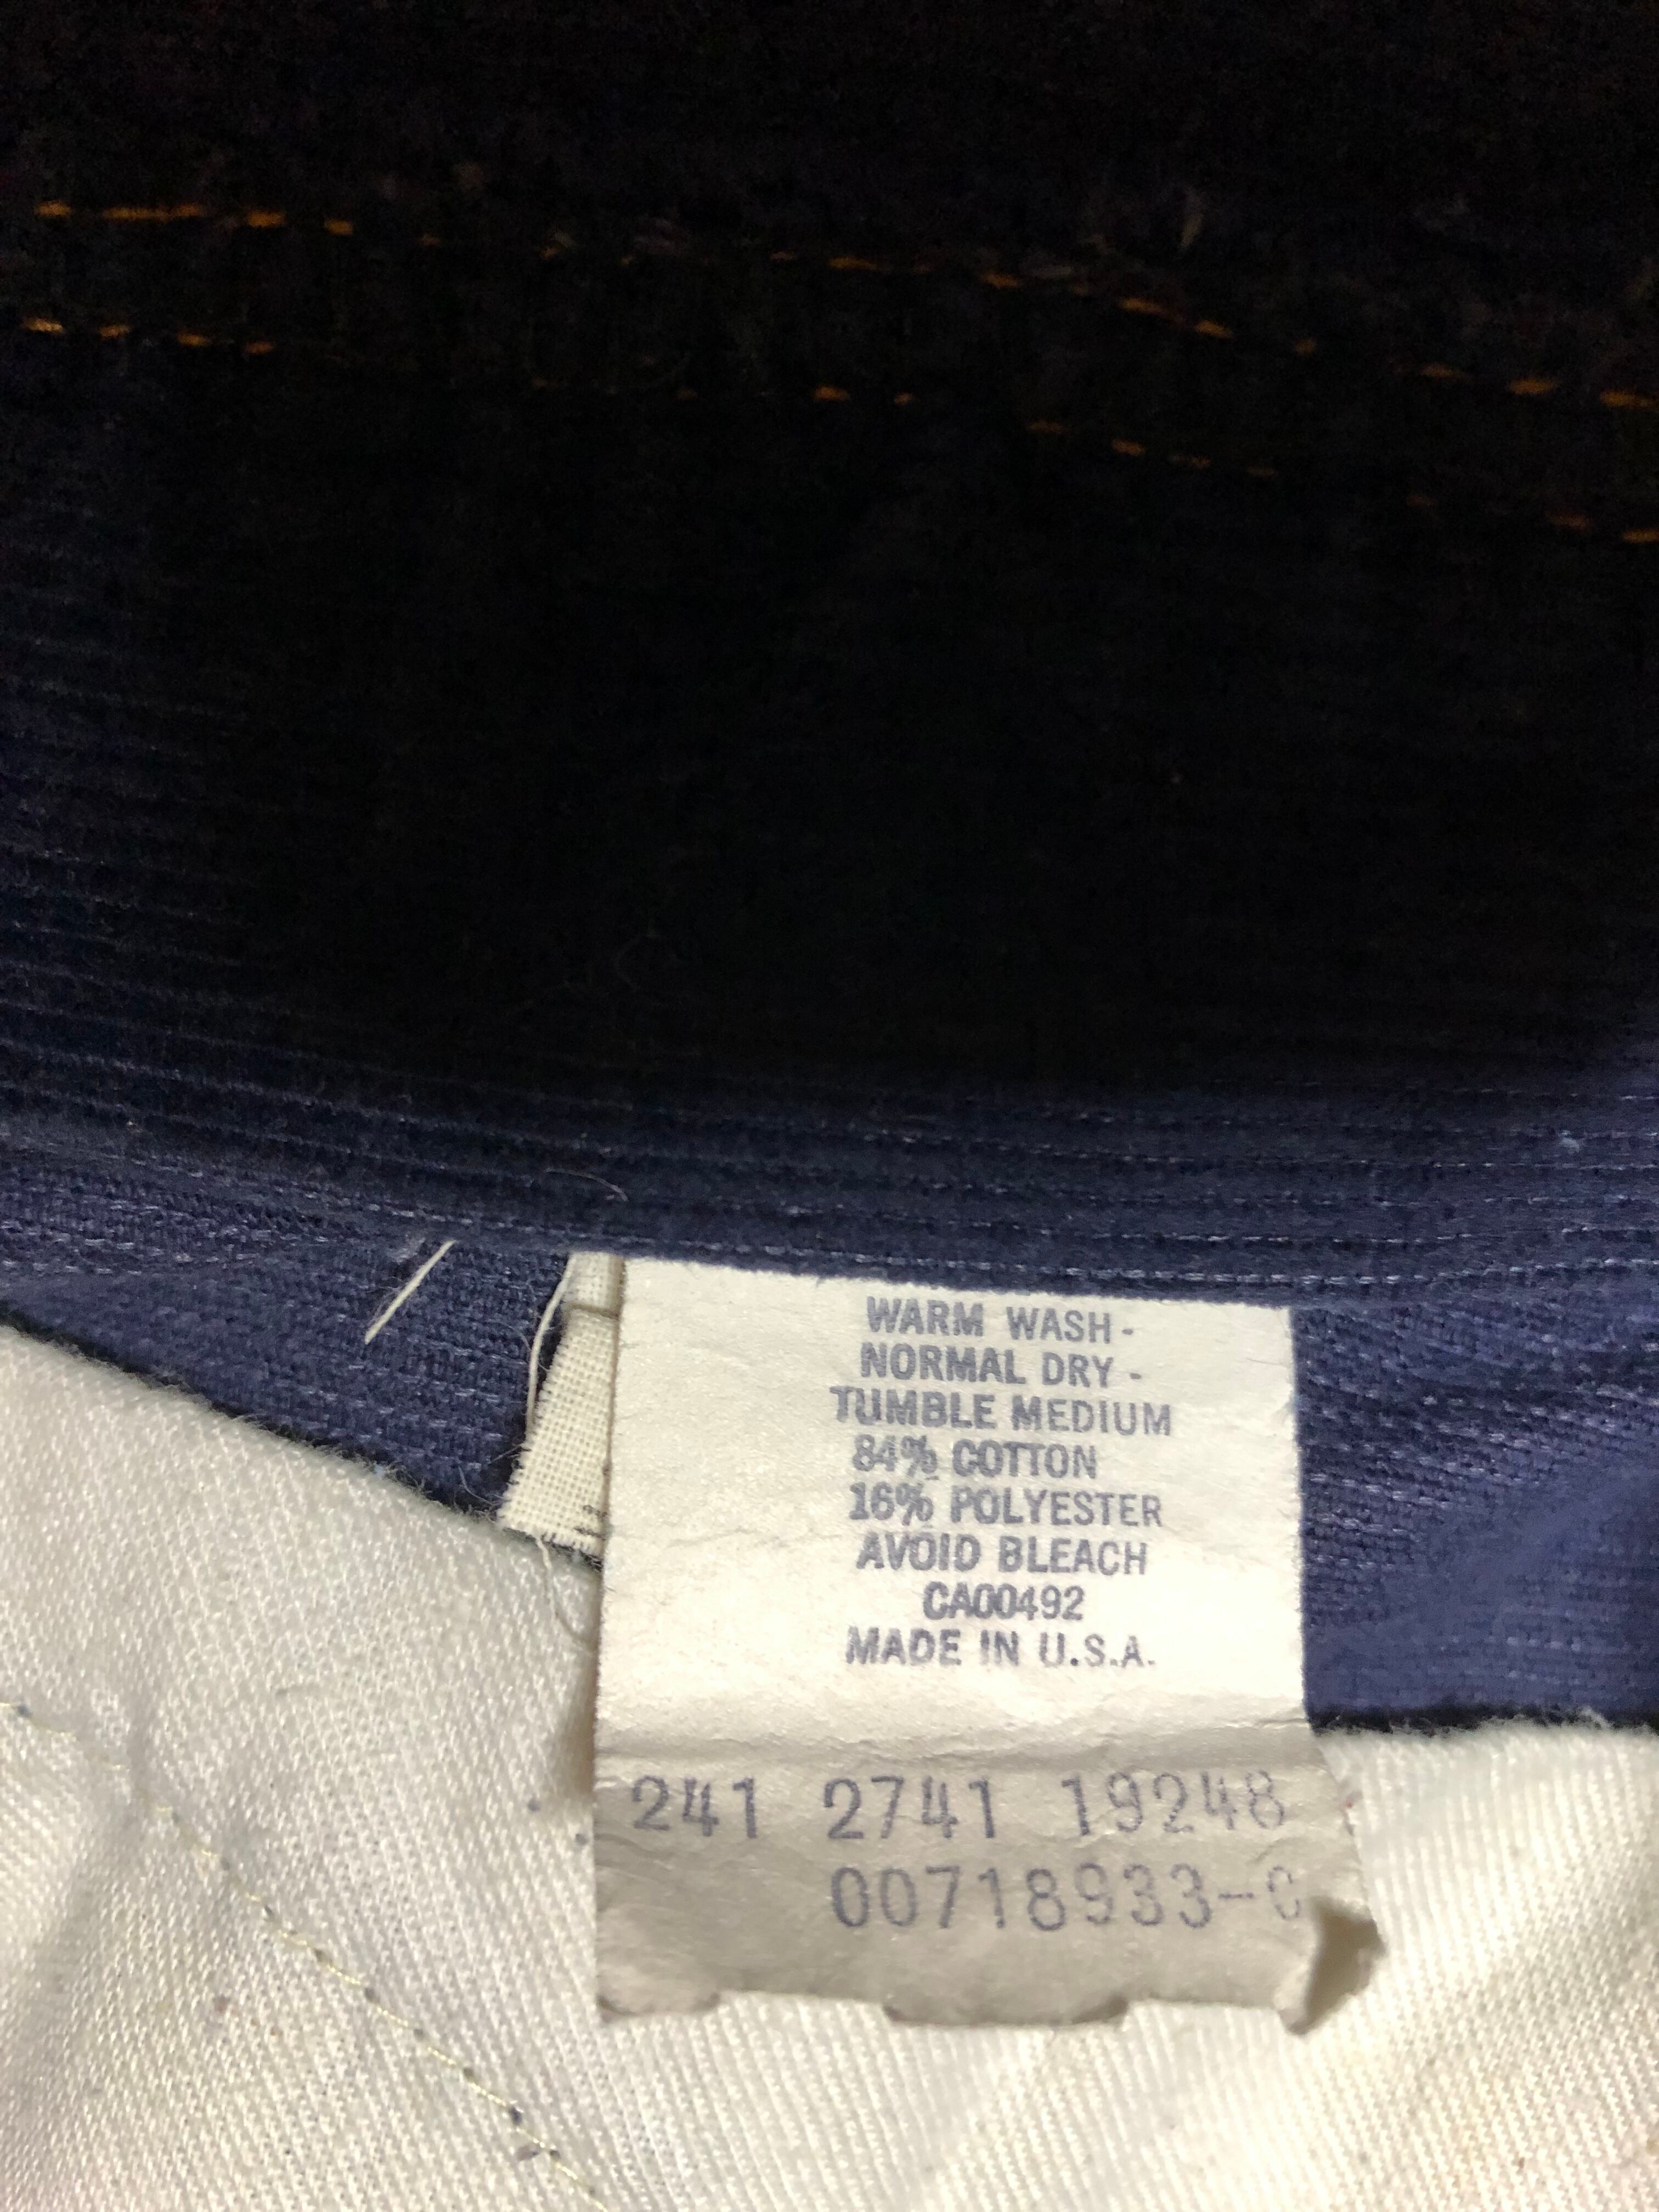 WARM WASH-
NORMAL DRY -
TUMBLE MEDIUM
84% COTTON
16% POLYESTER
AVOID BLEACH
CA00492
MADE IN U.S.A.
241 2741 19248
00718933-0